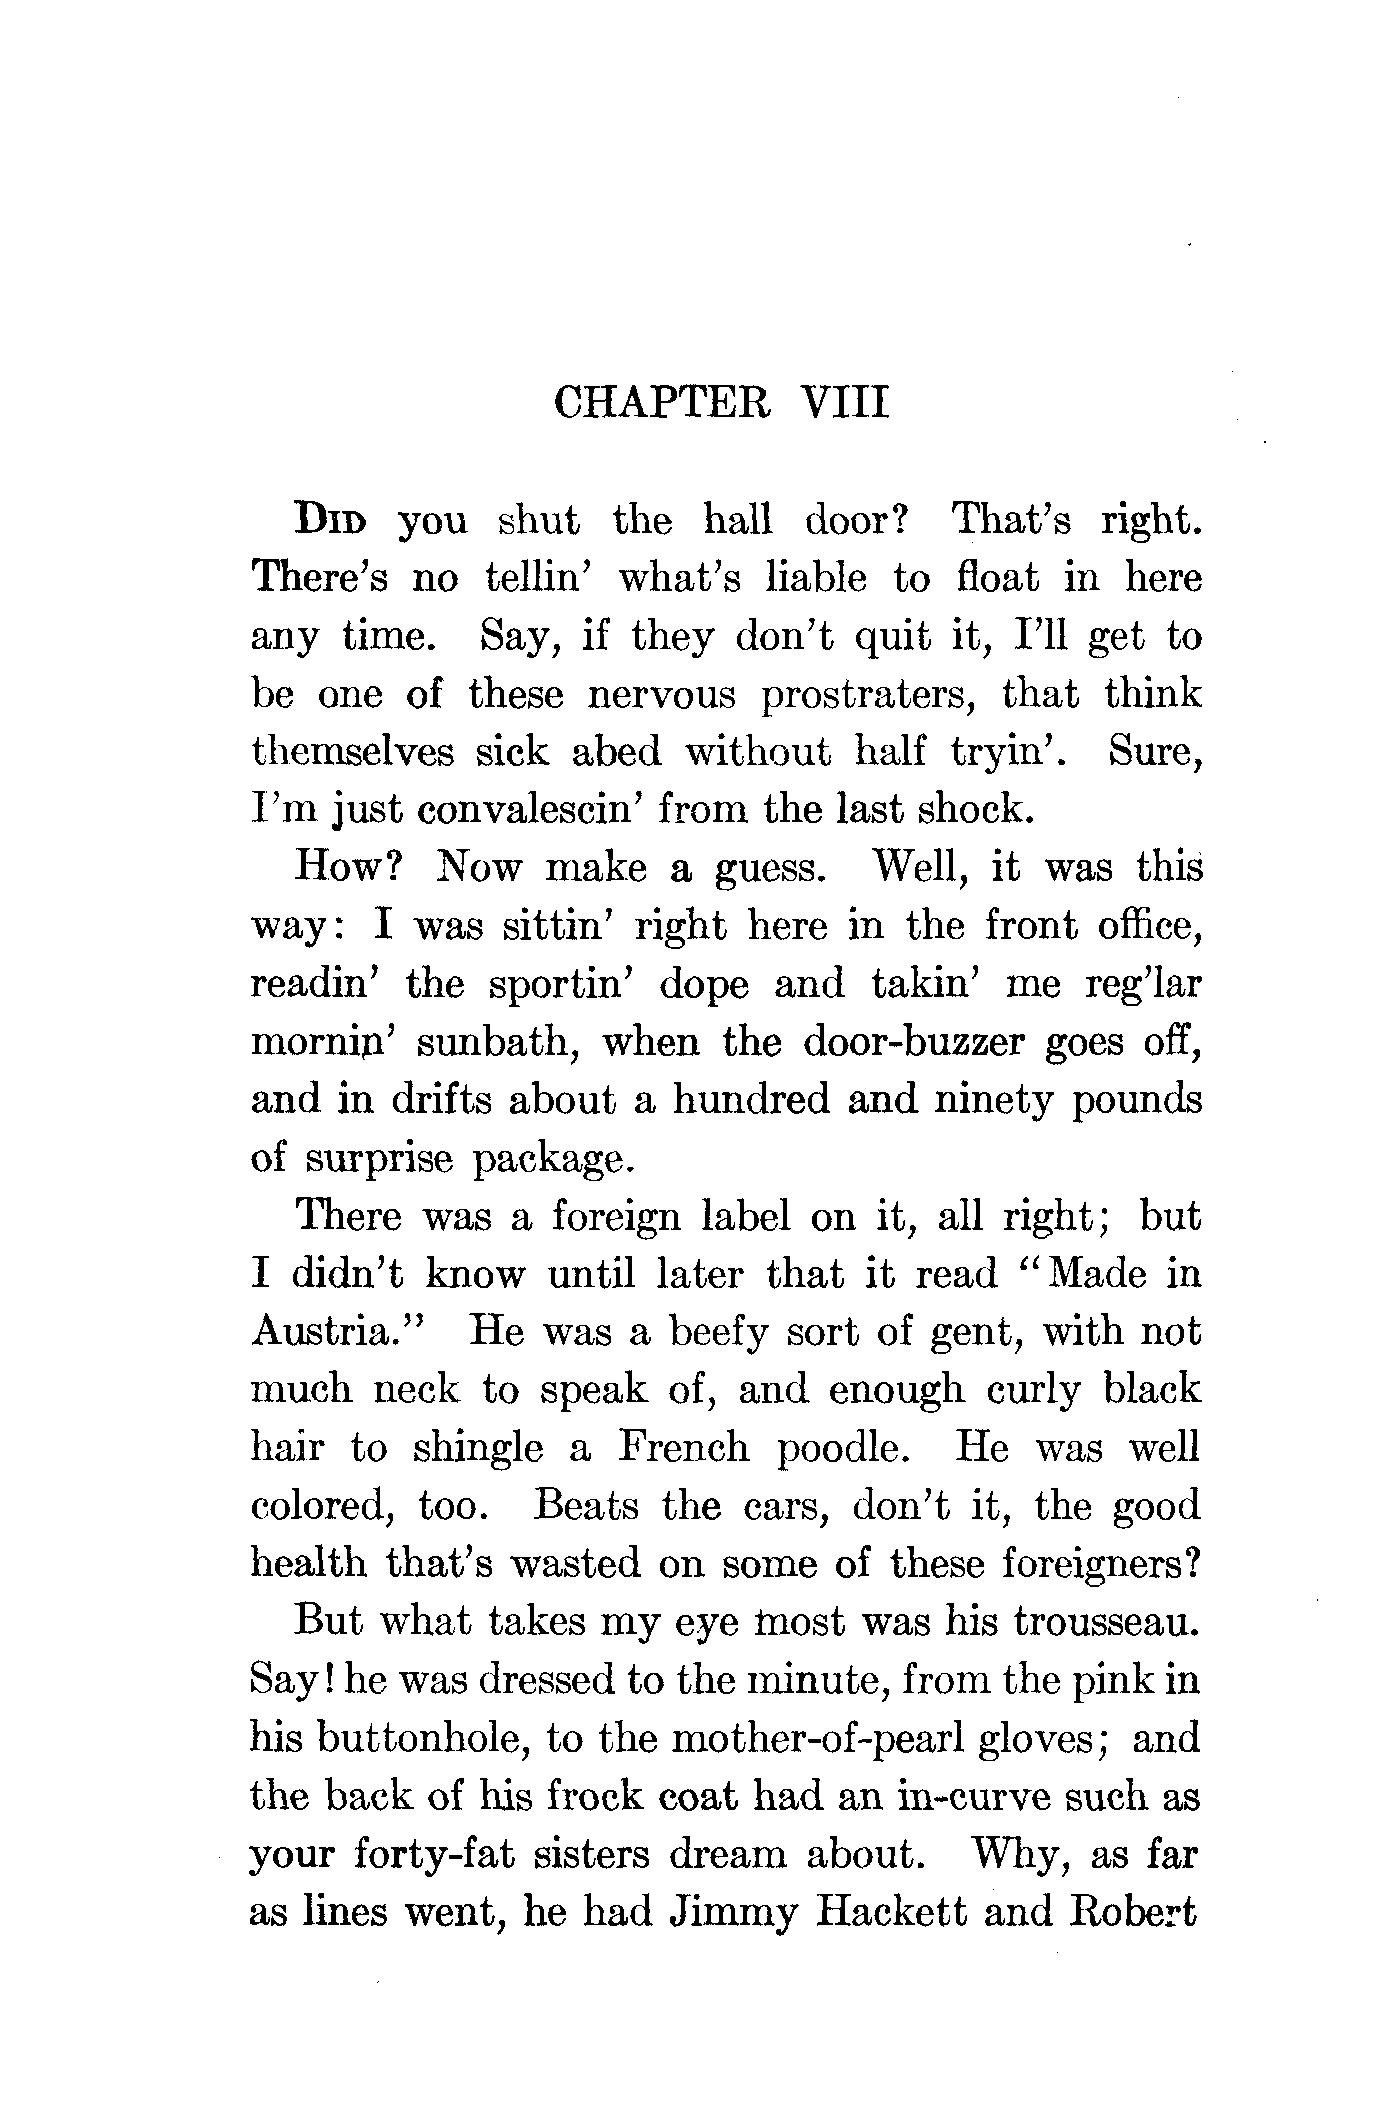 CHAPTER VIII
Did you shut the hall door? That's right.
There's no tellin' what's liable to float in here
any time. Say, if they don't quit it, I'll get to
be one of these nervous prostraters, that think
themselves sick abed without half tryin'. Sure,
I'm just convalescin' from the last shock.
How? Now make a guess. Well, it was this
way: I was sittin' right here in the front office,
readin' the sportin' dope and takin' me reg'lar
mornin' sunbath, when the door-buzzer goes off,
and in drifts about a hundred and ninety pounds
of surprise package.
There was a foreign label on it, all right; but
I didn't know until later that it read "Made in
Austria." He was a beefy sort of gent, with not
much neck to speak of, and enough curly black
hair to shingle a French poodle. He was well
colored, too. Beats the cars, don't it, the good
health that's wasted on some of these foreigners?
But what takes my eye most was his trousseau.
Say! he was dressed to the minute, from the pink in
his buttonhole, to the mother-of-pearl gloves; and
the back of his frock coat had an in-curve such as
your forty-fat sisters dream about. Why, as far
as lines went, he had Jimmy Hackett and Robert